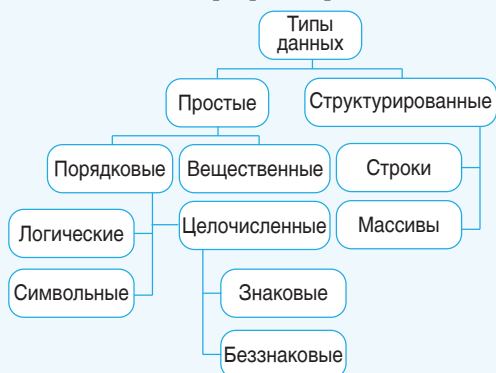 Типы
данных
Простые
Структурированные
Порядковые
Вещественные
Строки
Логические
Целочисленные
Массивы
Символьные
Знаковые
Беззнаковые